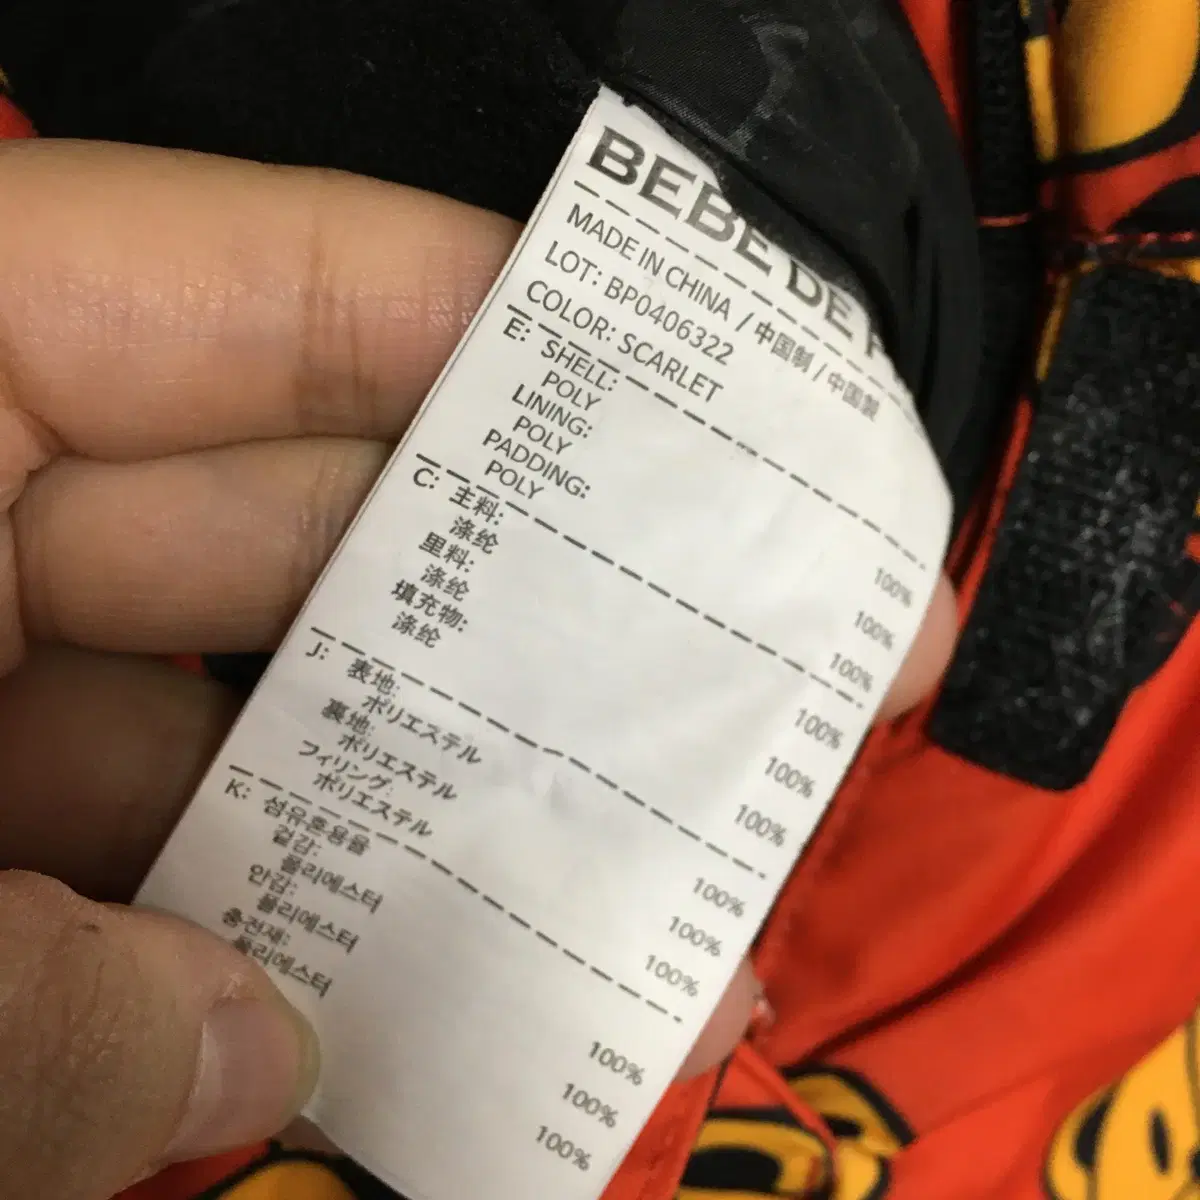 BEBE DE
MADE IN CHINA / 中国制 / 中国製
LOT: BP0406322
COLOR: SCARLET
E: SHELL:
POLY 100%
LINING:
POLY 100%
PADDING:
POLY 100%
C: 主料:
涤纶 100%
里料:
涤纶 100%
填充物:
涤纶 100%
J: 表地:
ポリエステル 100%
裏地:
ポリエステル 100%
フィリング:
ポリエステル 100%
K: 섬유혼용율
겉감:
폴리에스터 100%
안감:
폴리에스터 100%
충전재:
폴리에스터 100%